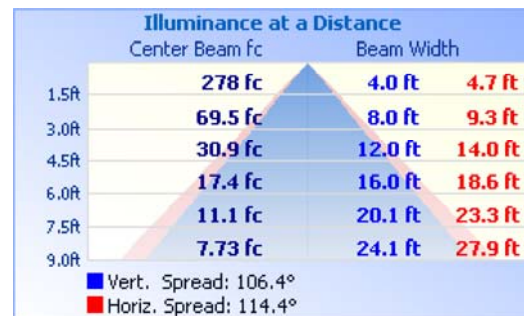 Illuminance at a Distance
Center Beam fc Beam Width
278 fc 4.0 ft 4.7 ft
1.5ft
69.5 fc 8.0 ft 9.3 ft
3.0ft
30.9 fc 12.0 ft 14.0 ft
4.5ft
17.4 fc 16.0 ft 18.6 ft
6.0ft
11.1 fc 20.1 ft 23.3 ft
7.5ft
7.73 fc 24.1 ft 27.9 ft
9.0ft
Vert. Spread: 106.4°
Horiz. Spread: 114.4°